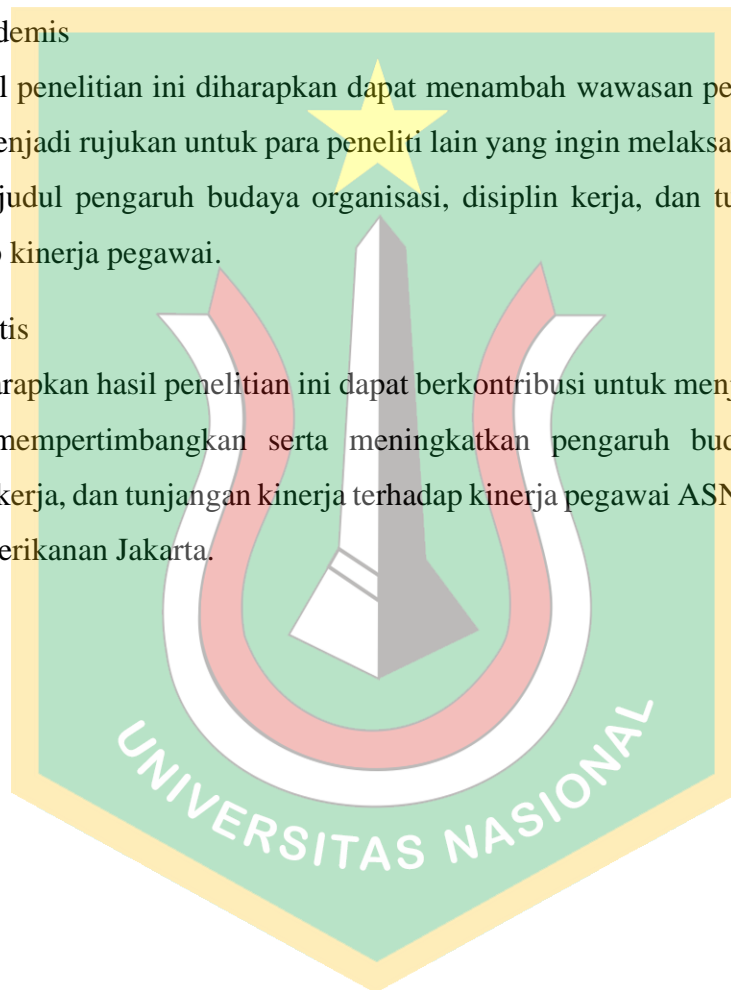 demis
l penelitian ini diharapkan dapat menambah wawasan pe
enjadi rujukan untuk para peneliti lain yang ingin melaksa
judul pengaruh budaya organisasi, disiplin kerja, dan tu
kinerja pegawai.
tis
arapkan hasil penelitian ini dapat berkontribusi untuk menj
mempertimbangkan serta meningkatkan pengaruh bud
kerja, dan tunjangan kinerja terhadap kinerja pegawai ASN
erikanan Jakarta.
UNIVERSITAS NASIONAL